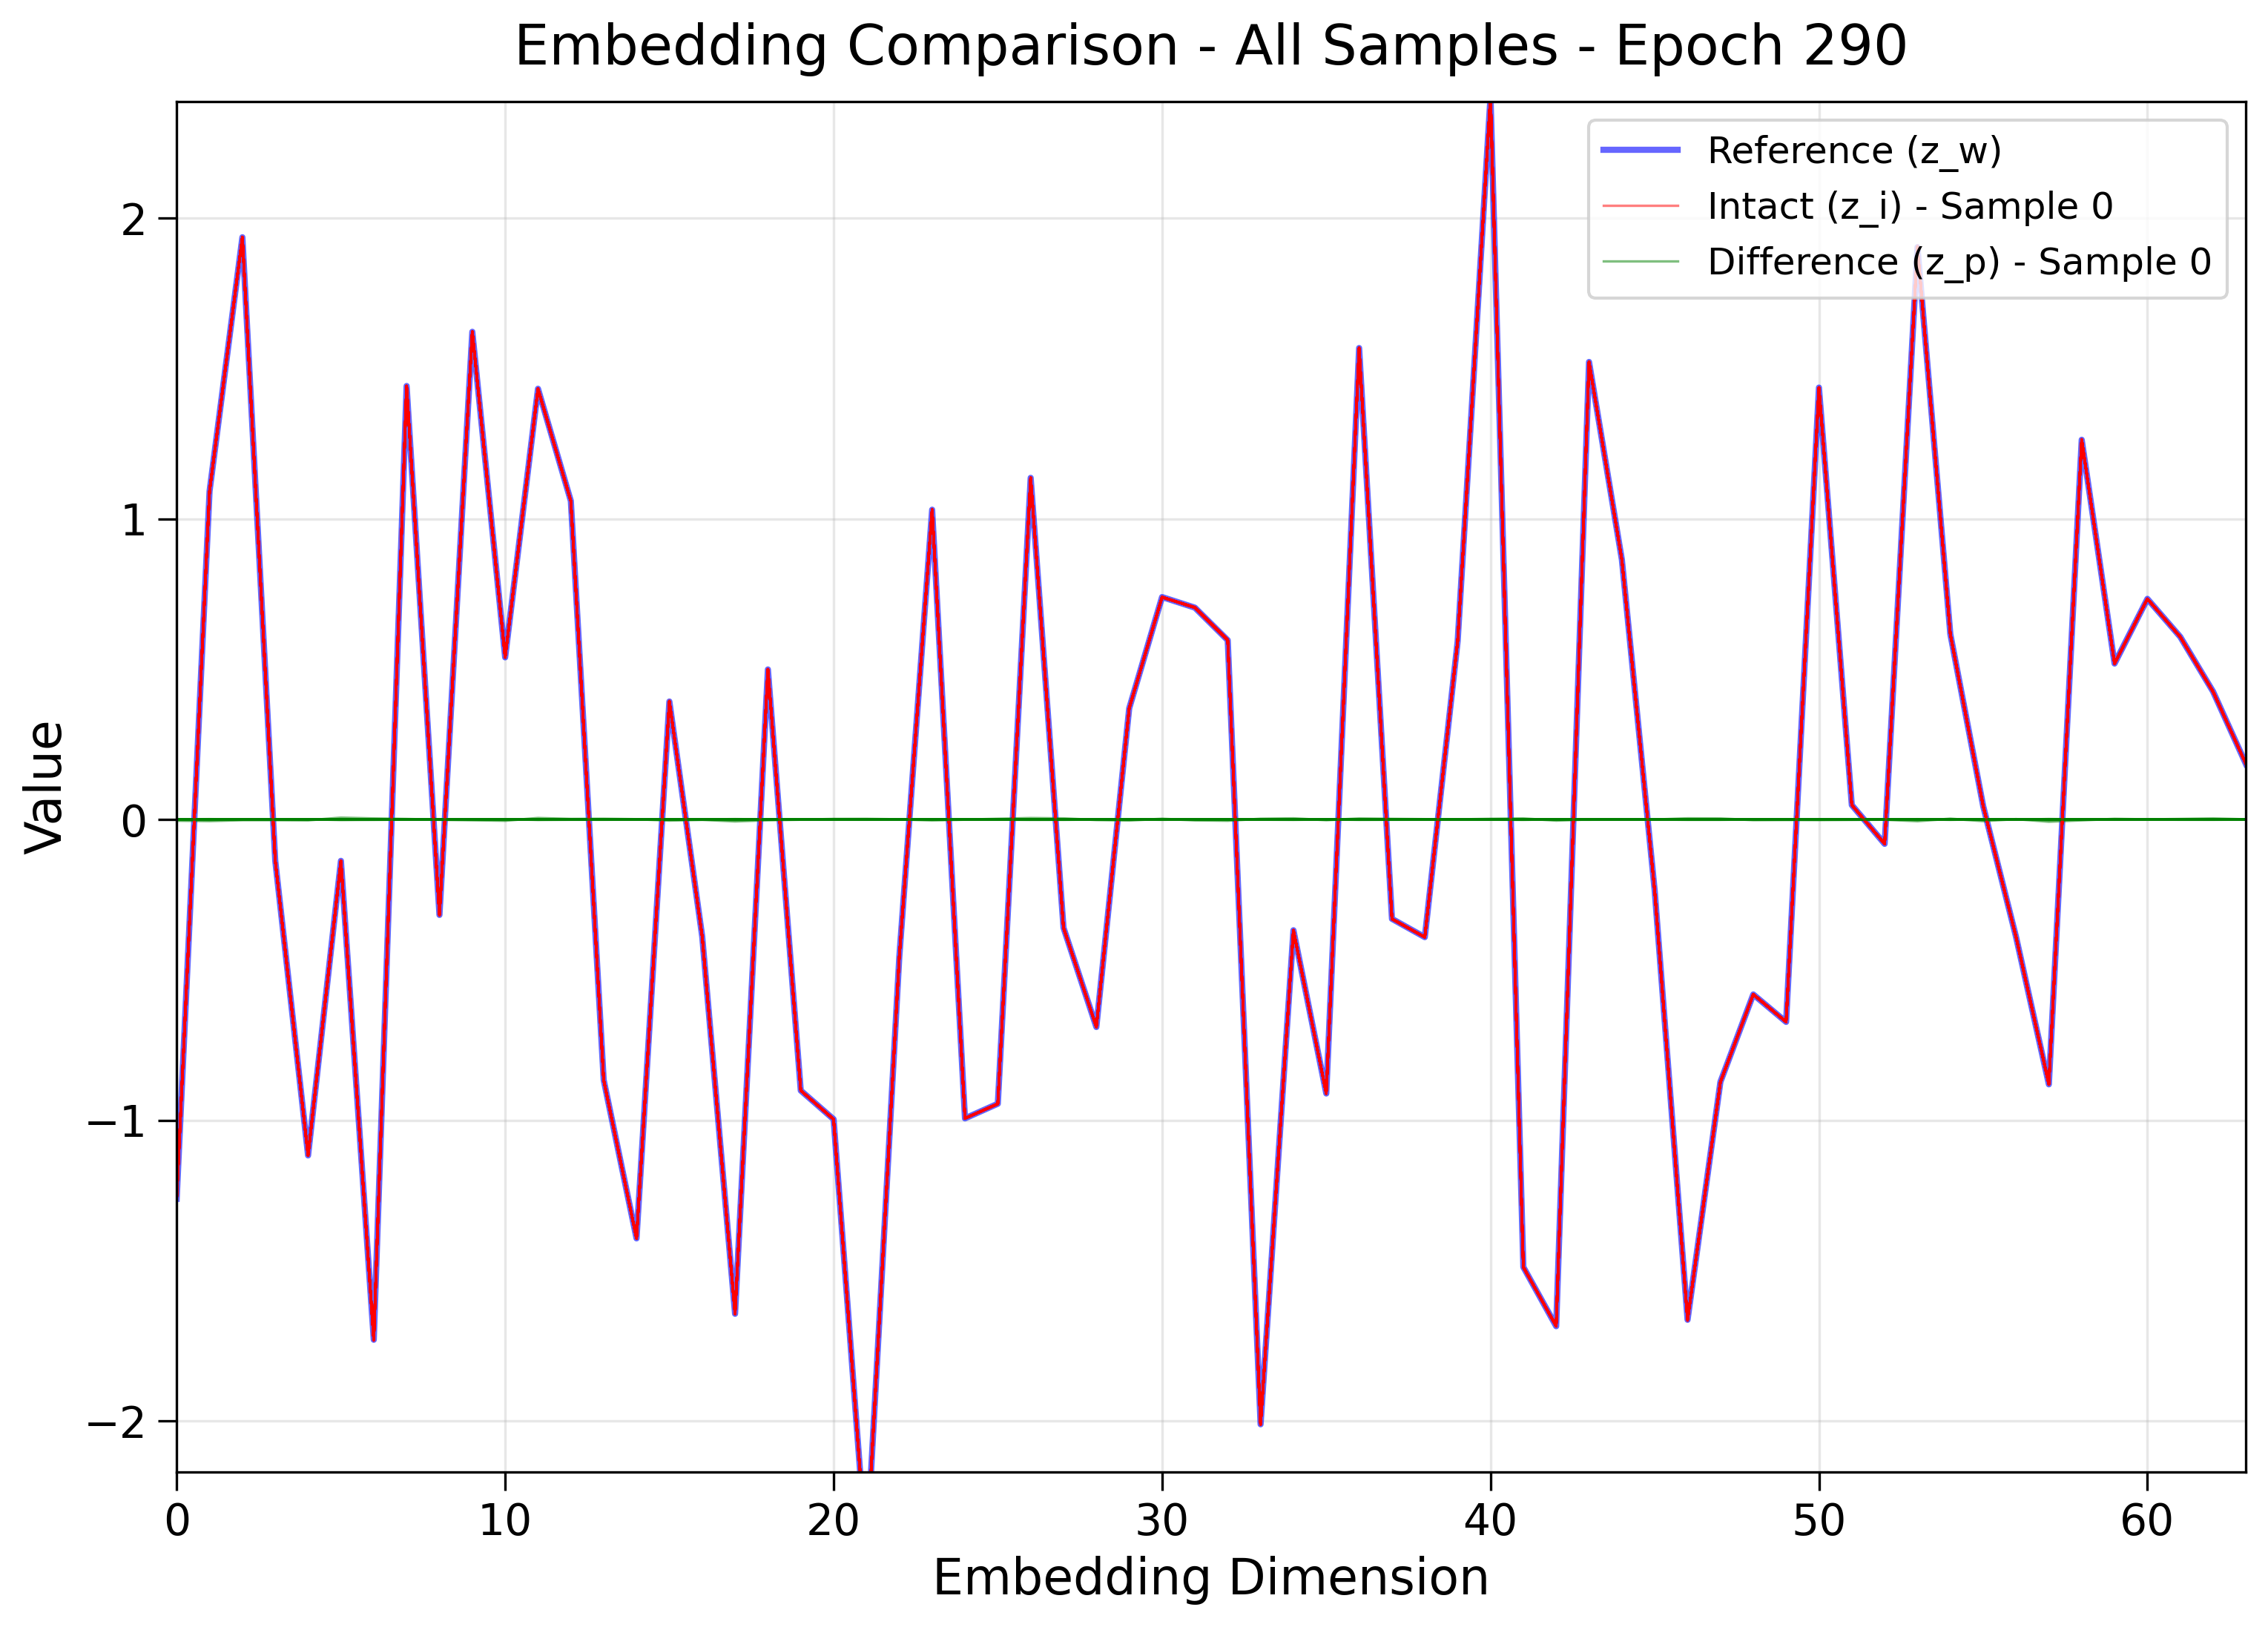 Embedding Comparison - All Samples - Epoch 290
Reference (z_w)
Intact (z_i) - Sample 0
Difference (z_p) - Sample 0
Value
2
1
0
−1
−2
0 10 20 30 40 50 60
Embedding Dimension